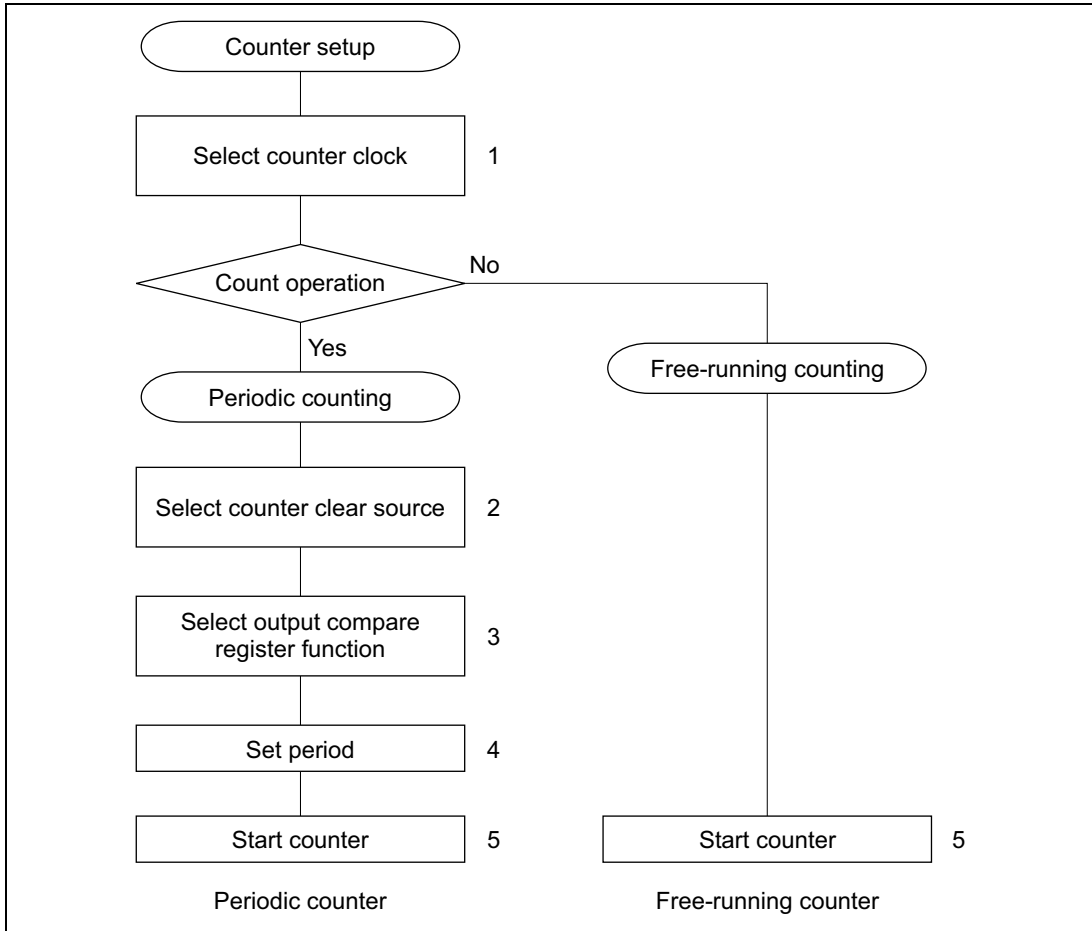 Counter setup
Select counter clock
1
Count operation
No
Yes
Free-running counting
Periodic counting
Select counter clear source
2
Select output compare
register function
3
Set period
4
Start counter
5
Start counter
5
Periodic counter
Free-running counter